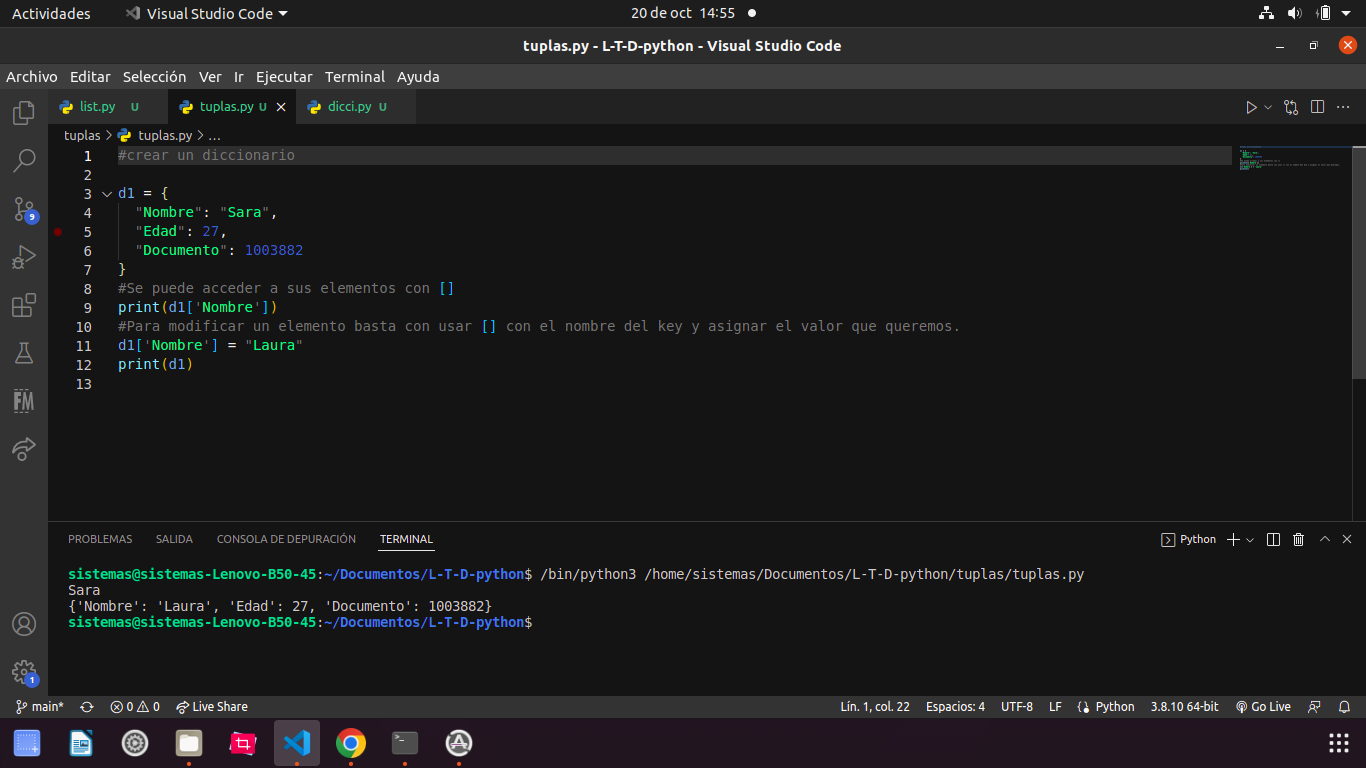 Actividades Visual Studio Code 20 de oct 14:55
tuplas.py - L-T-D-python - Visual Studio Code
Archivo Editar Selección Ver Ir Ejecutar Terminal Ayuda
list.py U tuplas.py U dicci.py U
tuplas > tuplas.py > ...
1 #crear un diccionario
2
3 d1 = {
4 "Nombre": "Sara",
5 "Edad": 27,
6 "Documento": 1003882
7 }
8 #Se puede acceder a sus elementos con []
9 print(d1['Nombre'])
10 #Para modificar un elemento basta con usar [] con el nombre del key y asignar el valor que queremos.
11 d1['Nombre'] = "Laura"
12 print(d1)
13
9
FM
PROBLEMAS SALIDA CONSOLA DE DEPURACIÓN TERMINAL Python
sistemas@sistemas-Lenovo-B50-45:~/Documentos/L-T-D-python$ /bin/python3 /home/sistemas/Documentos/L-T-D-python/tuplas/tuplas.py
Sara
{'Nombre': 'Laura', 'Edad': 27, 'Documento': 1003882}
sistemas@sistemas-Lenovo-B50-45:~/Documentos/L-T-D-python$
1
main* 0 0 Live Share Lín. 1, col. 22 Espacios: 4 UTF-8 LF Python 3.8.10 64-bit Go Live